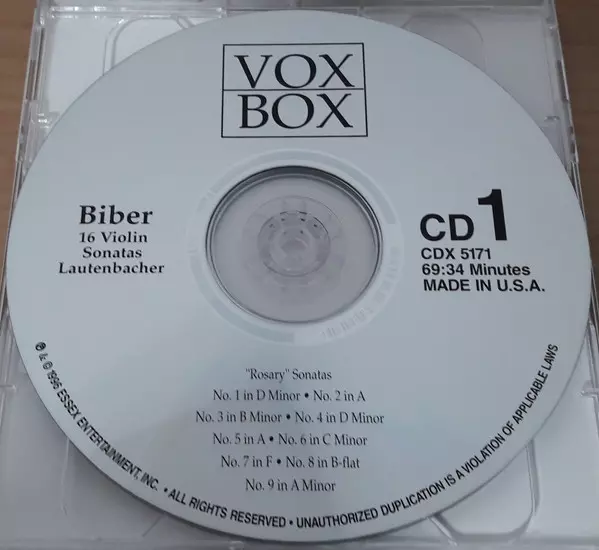 VOX
BOX
Biber
16 Violin
Sonatas
Lautenbacher
CD 1
CDX 5171
69:34 Minutes
MADE IN U.S.A.
"Rosary" Sonatas
No. 1 in D Minor • No. 2 in A
No. 3 in B Minor • No. 4 in D Minor
No. 5 in A • No. 6 in C Minor
No. 7 in F • No. 8 in B-flat
No. 9 in A Minor
℗ & © 1996 ESSEX ENTERTAINMENT, INC. • ALL RIGHTS RESERVED • UNAUTHORIZED DUPLICATION IS A VIOLATION OF APPLICABLE LAWS